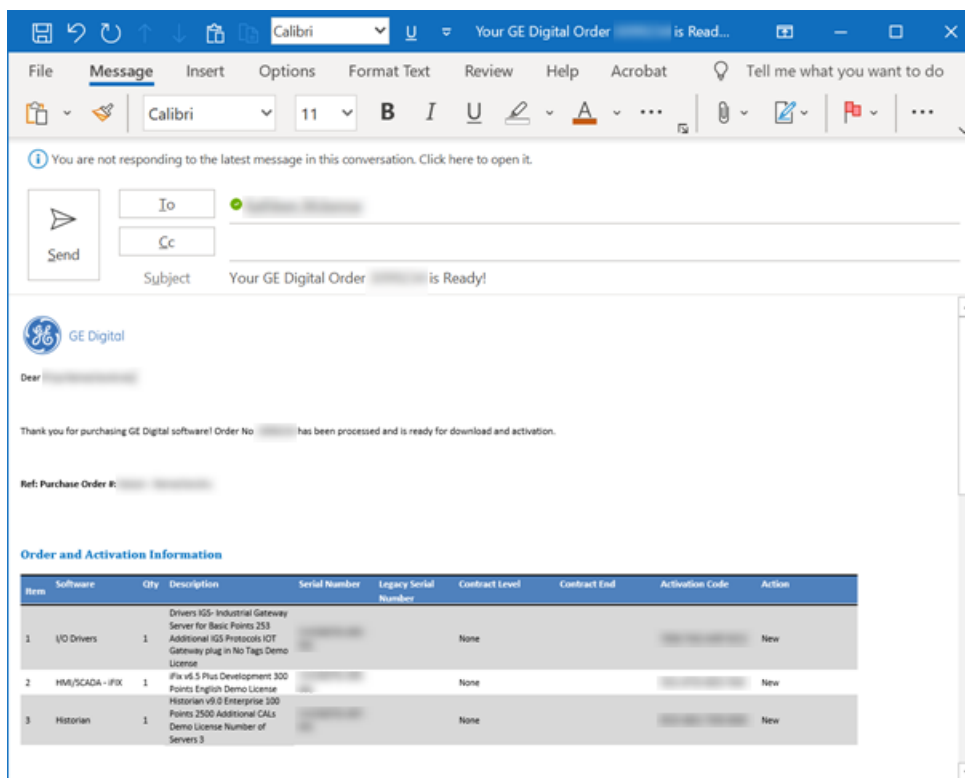 Calibri
U
Your GE Digital Order is Read...
File Message Insert Options Format Text Review Help Acrobat Tell me what you want to do
Calibri 11 B I U A
You are not responding to the latest message in this conversation. Click here to open it.
To
Send
Cc
Subject Your GE Digital Order is Ready!
GE Digital
Dear
Thank you for purchasing GE Digital software! Order No has been processed and is ready for download and activation.
Ref: Purchase Order #:
Order and Activation Information
Item Software Qty Description Serial Number Legacy Serial Number Contract Level Contract End Activation Code Action
Drivers IGS- Industrial Gateway
Server for Basic Points 253
1 I/O Drivers 1 Additional IGS Protocols IOT None New
Gateway plug in No Tags Demo
License
2 HMI/SCADA - iFIX 1 iFix v6.5 Plus Development 300 None New
Points English Demo License
Historian v9.0 Enterprise 100
Points 2500 Additional CALs
3 Historian 1 Demo License Number of None New
Servers 3